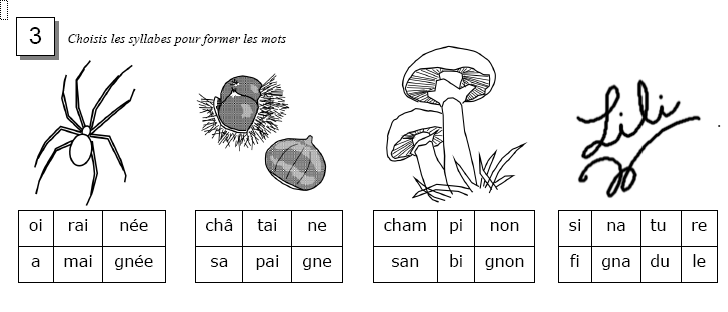 3 Choisis les syllabes pour former les mots
Lili
oi rai née châ tai ne cham pi non si na tu re
a mai gnée sa pai gne san bi gnon fi gna du le